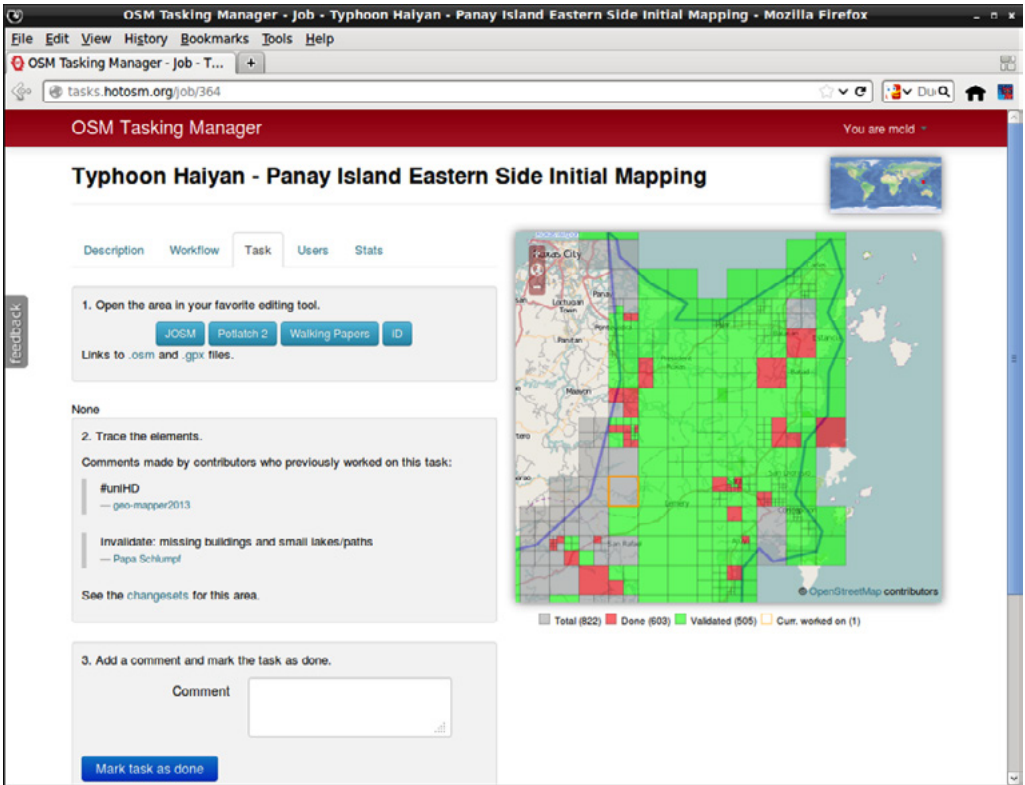 OSM Tasking Manager - Job - Typhoon Haiyan - Panay Island Eastern Side Initial Mapping - Mozilla Firefox
File Edit View History Bookmarks Tools Help
OSM Tasking Manager - Job - T... +
tasks.hotosm.org/job/364
OSM Tasking Manager
You are mcld
Typhoon Haiyan - Panay Island Eastern Side Initial Mapping
Description Workflow Task Users Stats
feedback
1. Open the area in your favorite editing tool.
JOSM Potlatch 2 Walking Papers ID
Links to .osm and .gpx files.
None
2. Trace the elements.
Comments made by contributors who previously worked on this task:
#uniHD
— geo-mapper2013
Invalidate: missing buildings and small lakes/paths
— Papa Schlumpf
See the changesets for this area.
3. Add a comment and mark the task as done.
Comment
Mark task as done
Panitan
Maayon
San Rafael
© OpenStreetMap contributors
Total (822) Done (603) Validated (505) Curr. worked on (1)